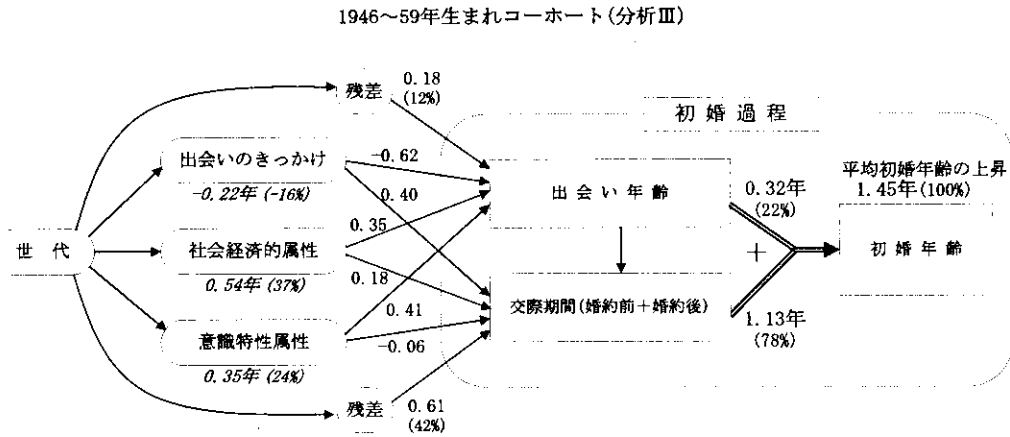 1946～59年生まれコーホート(分析Ⅲ)
残差
0.18
(12%)
初婚過程
出会いのきっかけ
-0.22年 (-16%)
-0.62
0.40
出会い年齢
0.32年
(22%)
平均初婚年齢の上昇
1.45年(100%)
世代
社会経済的属性
0.54年 (37%)
0.35
0.18
+
初婚年齢
意識特性属性
0.35年 (24%)
0.41
-0.06
交際期間(婚約前＋婚約後)
1.13年
(78%)
残差
0.61
(42%)